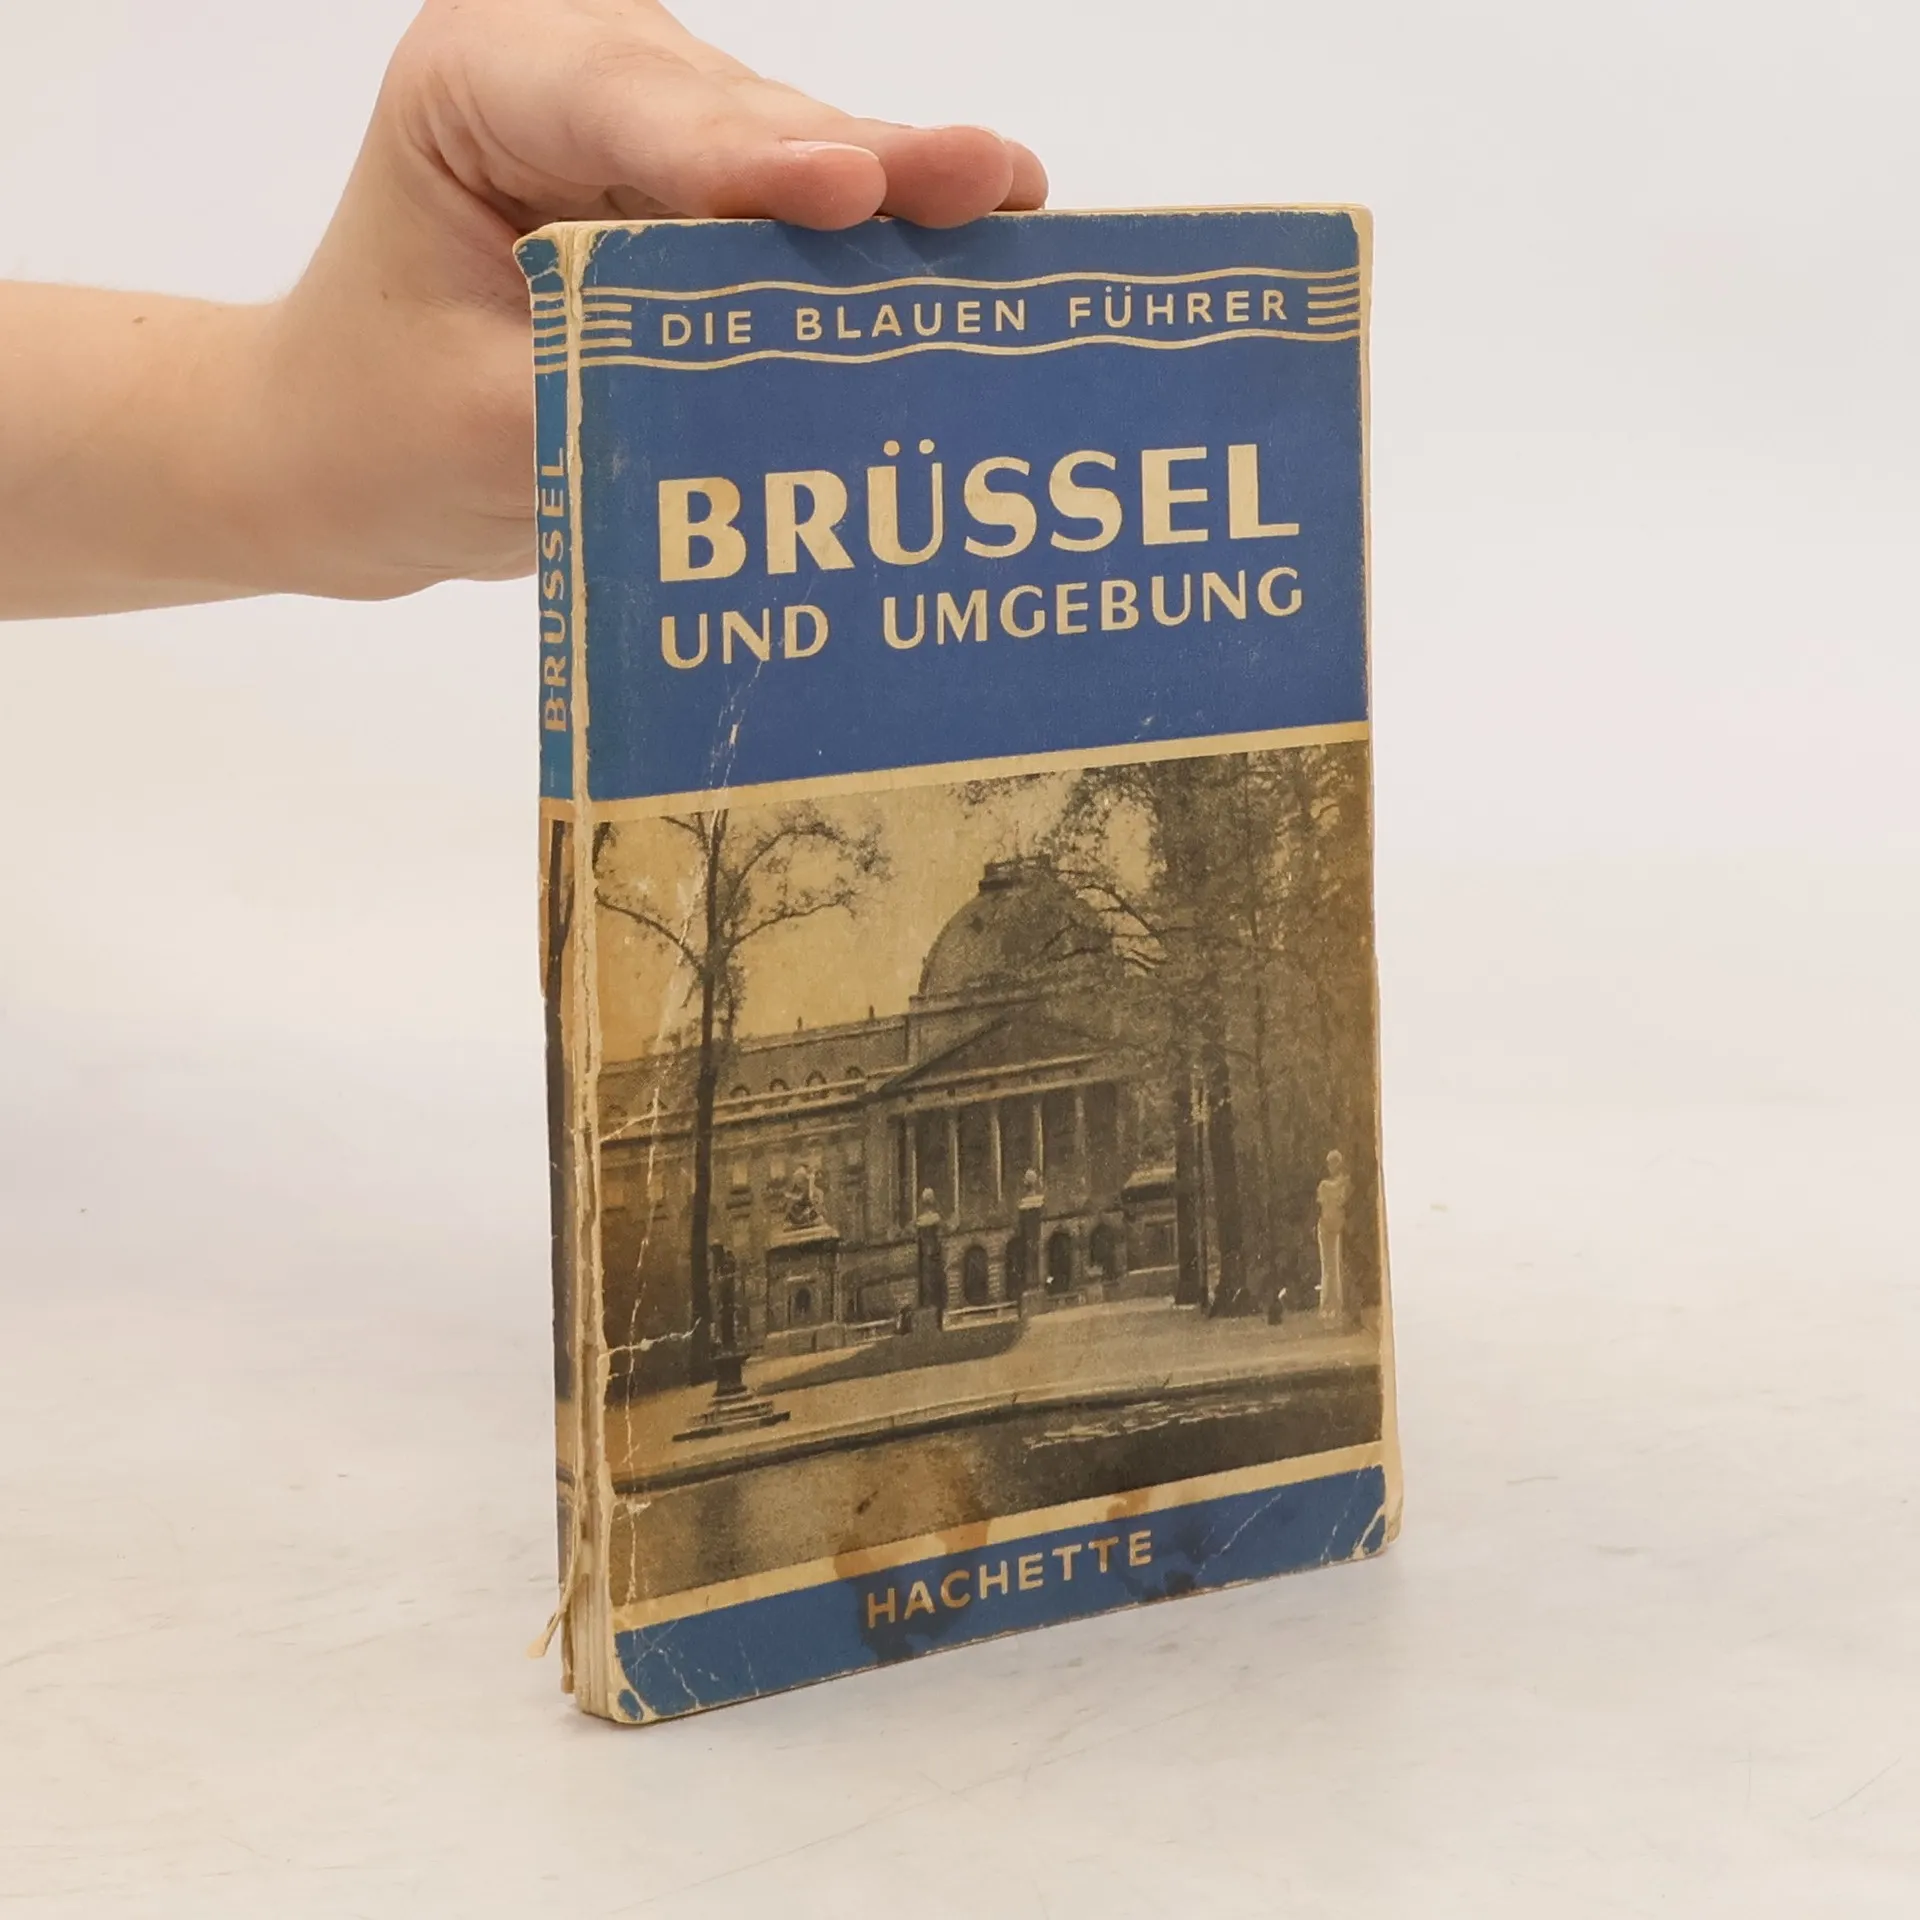 DIE BLAUEN FÜHRER
BRÜSSEL
UND UMGEBUNG
HACHETTE
BRÜSSEL